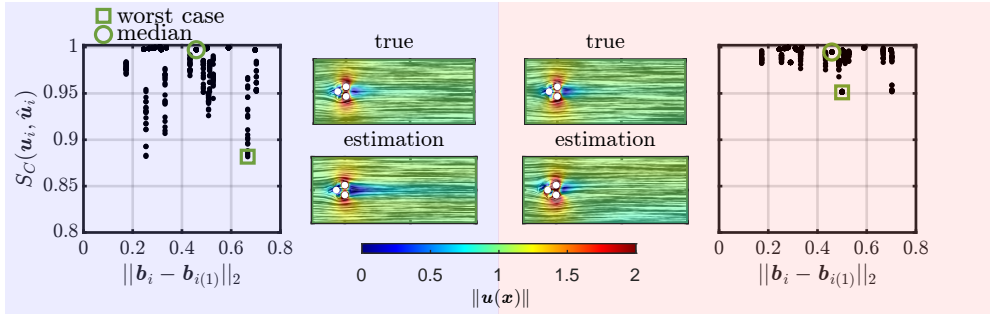 worst case
median
true
true
1
0.95
0.9
0.85
0.8
S_C(u_i, û_i)
0
0.2
0.4
0.6
0.8
||b_i − b_{i(1)}||_2
estimation
estimation
0
0.5
1
1.5
2
‖u(x)‖
0
0.2
0.4
0.6
0.8
||b_i − b_{i(1)}||_2